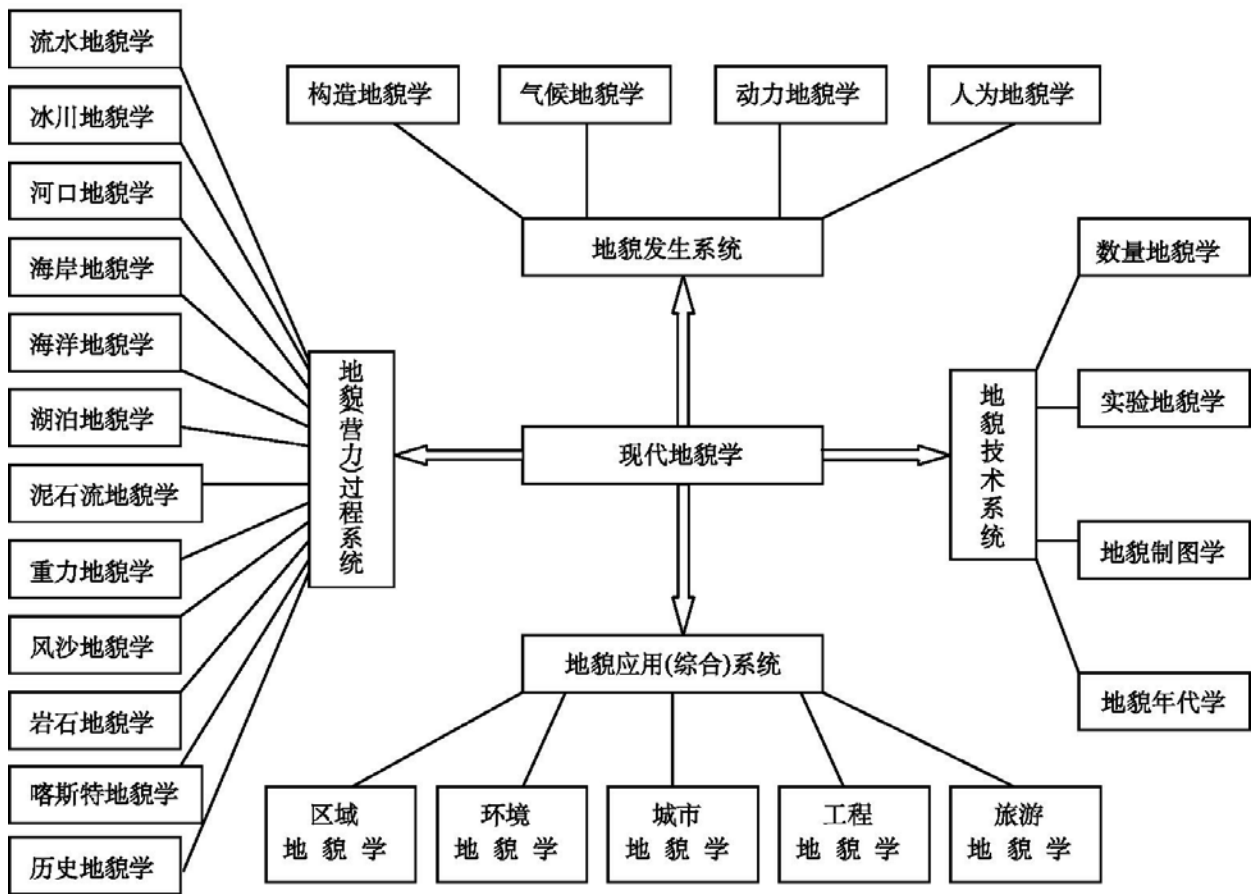 流水地貌学
冰川地貌学
河口地貌学
海岸地貌学
海洋地貌学
湖泊地貌学
泥石流地貌学
重力地貌学
风沙地貌学
岩石地貌学
喀斯特地貌学
历史地貌学
地貌(营力)过程系统
构造地貌学
气候地貌学
动力地貌学
人为地貌学
地貌发生系统
现代地貌学
地貌应用(综合)系统
区域
地貌学
环境
地貌学
城市
地貌学
工程
地貌学
旅游
地貌学
地貌技术系统
数量地貌学
实验地貌学
地貌制图学
地貌年代学